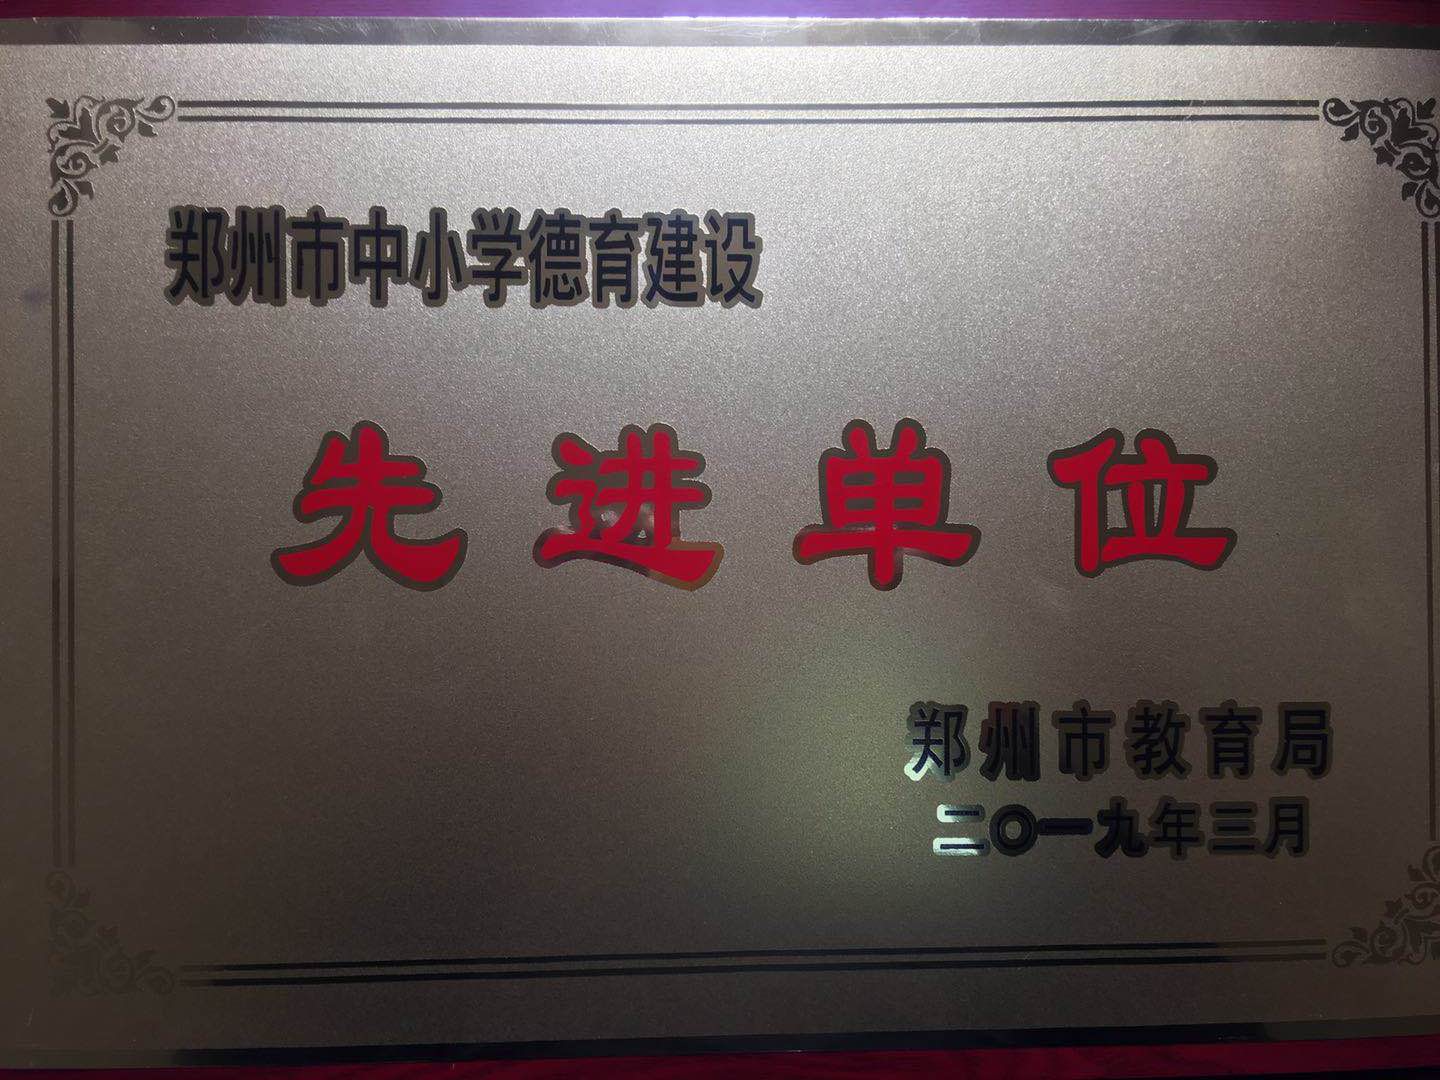 郑州市中小学德育建设
先进单位
郑州市教育局
二〇一九年三月